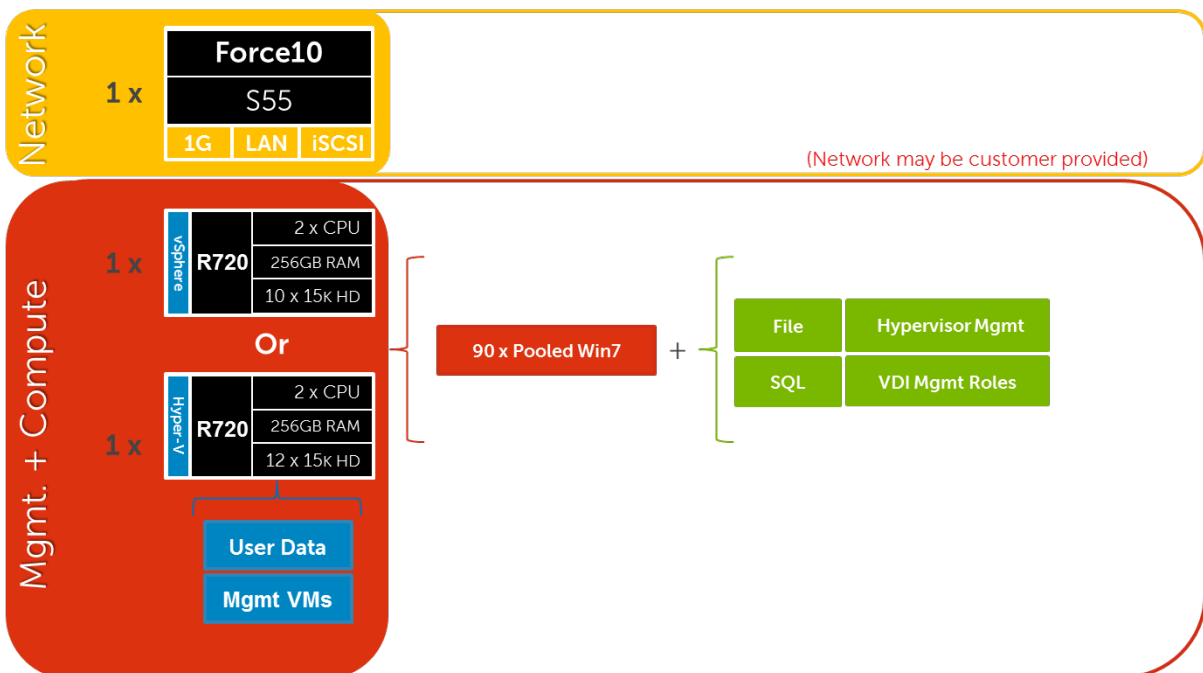 Network
1 x
Force10
S55
1G LAN iSCSI
(Network may be customer provided)
Mgmt. + Compute
1 x
vSphere
R720
2 x CPU
256GB RAM
10 x 15K HD
Or
1 x
Hyper-V
R720
2 x CPU
256GB RAM
12 x 15K HD
User Data
Mgmt VMs
90 x Pooled Win7
+
File
Hypervisor Mgmt
SQL
VDI Mgmt Roles